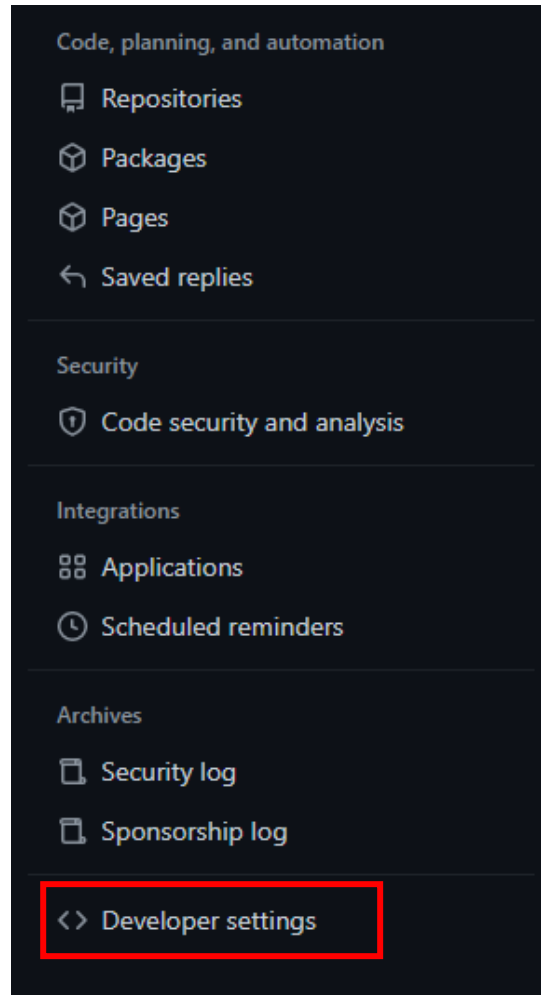 Code, planning, and automation
Repositories
Packages
Pages
Saved replies
Security
Code security and analysis
Integrations
Applications
Scheduled reminders
Archives
Security log
Sponsorship log
Developer settings